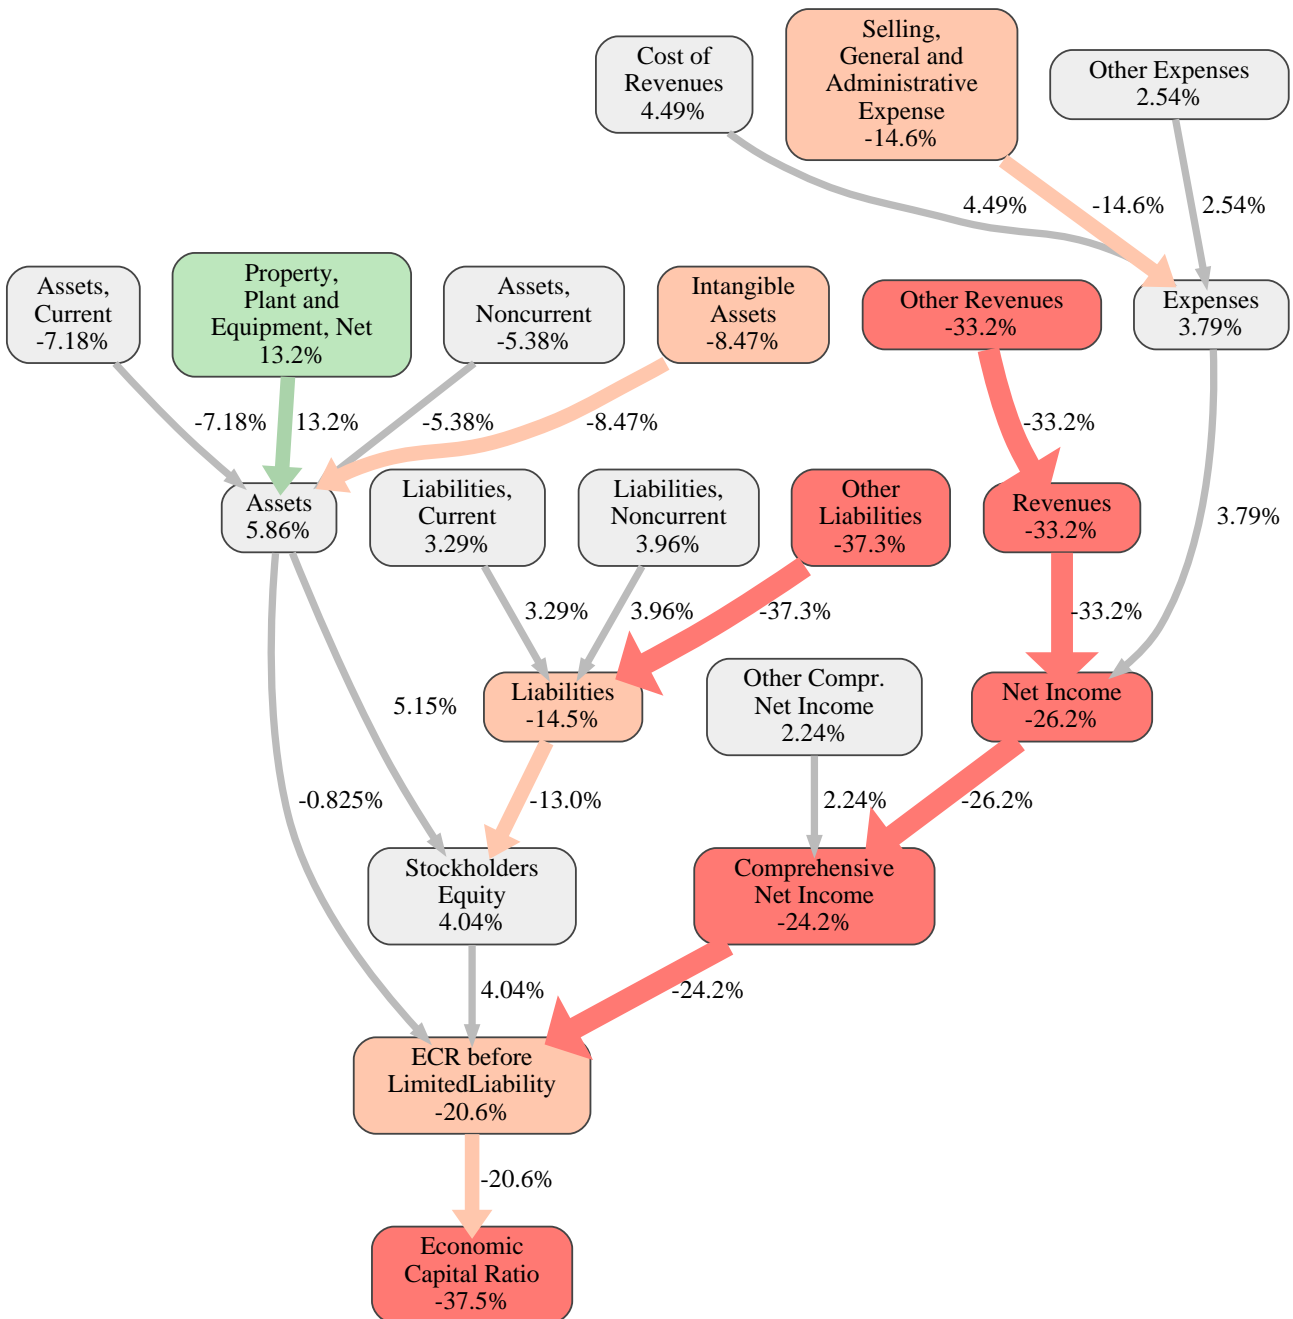 Cost of
Revenues
4.49%
Selling,
General and
Administrative
Expense
-14.6%
Other Expenses
2.54%
4.49%
-14.6%
2.54%
Assets,
Current
-7.18%
Property,
Plant and
Equipment, Net
13.2%
Assets,
Noncurrent
-5.38%
Intangible
Assets
-8.47%
Other Revenues
-33.2%
Expenses
3.79%
-7.18%
13.2%
-5.38%
-8.47%
-33.2%
Assets
5.86%
Liabilities,
Current
3.29%
Liabilities,
Noncurrent
3.96%
Other
Liabilities
-37.3%
Revenues
-33.2%
3.79%
3.29%
3.96%
-37.3%
-33.2%
5.15%
Liabilities
-14.5%
Other Compr.
Net Income
2.24%
Net Income
-26.2%
-0.825%
-13.0%
2.24%
-26.2%
Stockholders
Equity
4.04%
Comprehensive
Net Income
-24.2%
4.04%
-24.2%
ECR before
LimitedLiability
-20.6%
-20.6%
Economic
Capital Ratio
-37.5%